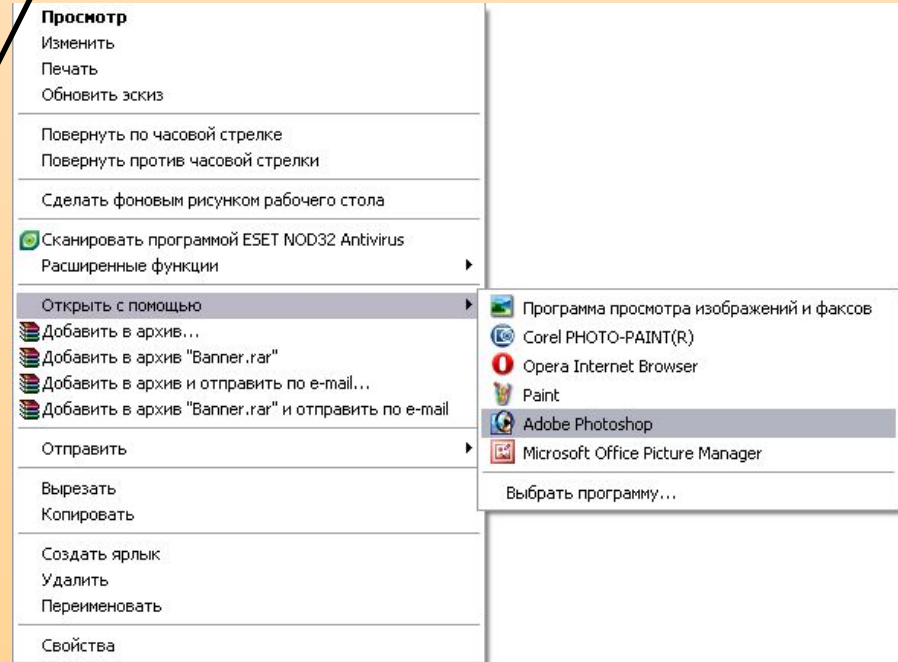 Просмотр
Изменить
Печать
Обновить эскиз
Повернуть по часовой стрелке
Повернуть против часовой стрелки
Сделать фоновым рисунком рабочего стола
Сканировать программой ESET NOD32 Antivirus
Расширенные функции
Открыть с помощью
Добавить в архив...
Добавить в архив "Banner.rar"
Добавить в архив и отправить по e-mail...
Добавить в архив "Banner.rar" и отправить по e-mail
Отправить
Вырезать
Копировать
Создать ярлык
Удалить
Переименовать
Свойства
Программа просмотра изображений и факсов
Corel PHOTO-PAINT(R)
Opera Internet Browser
Paint
Adobe Photoshop
Microsoft Office Picture Manager
Выбрать программу...